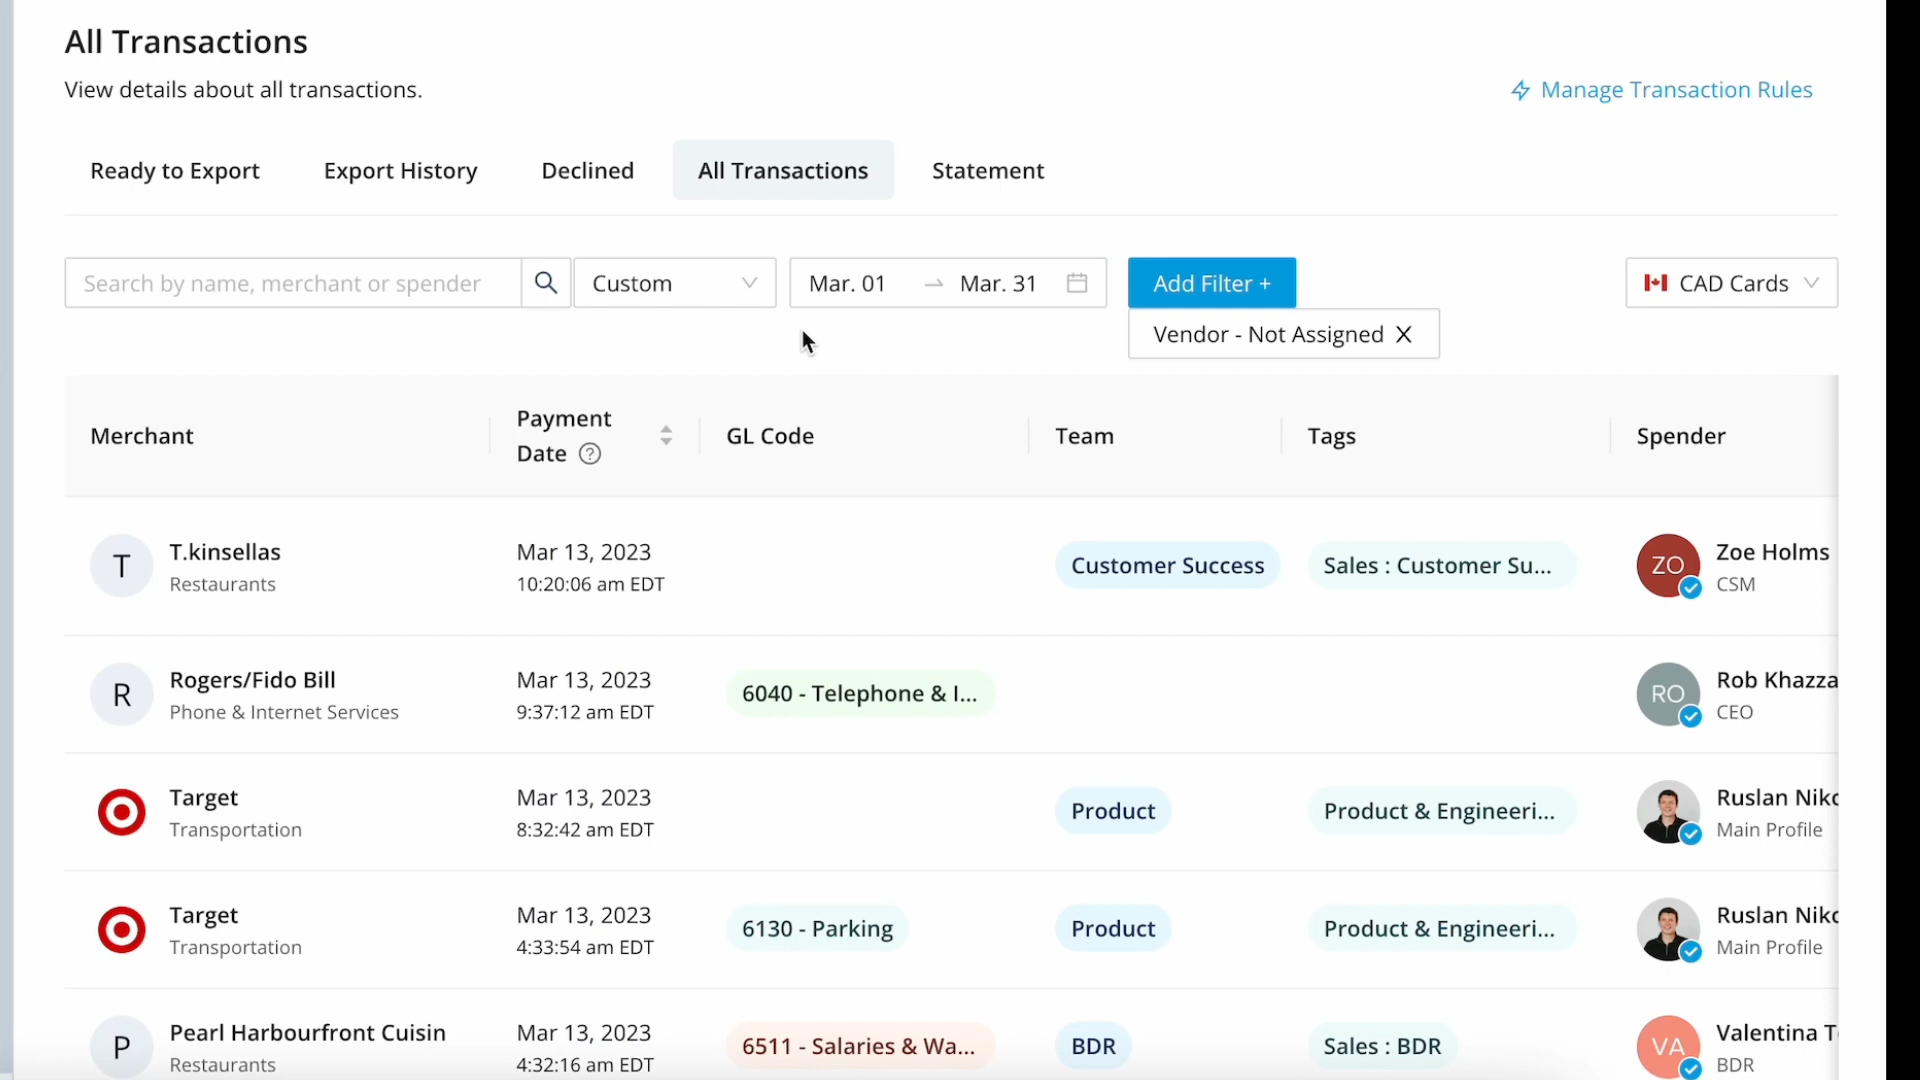 All Transactions
View details about all transactions.
Manage Transaction Rules
Ready to Export
Export History
Declined
All Transactions
Statement
Search by name, merchant or spender
Custom
Mar. 01
Mar. 31
Add Filter +
CAD Cards
Vendor - Not Assigned X
Merchant
Payment
Date ?
GL Code
Team
Tags
Spender
T
T.kinsellas
Restaurants
Mar 13, 2023
10:20:06 am EDT
Customer Success
Sales : Customer Su...
ZO
Zoe Holms
CSM
R
Rogers/Fido Bill
Phone & Internet Services
Mar 13, 2023
9:37:12 am EDT
6040 - Telephone & I...
RO
Rob Khazza
CEO
Target
Transportation
Mar 13, 2023
8:32:42 am EDT
Product
Product & Engineeri...
Ruslan Nikc
Main Profile
Target
Transportation
Mar 13, 2023
4:33:54 am EDT
6130 - Parking
Product
Product & Engineeri...
Ruslan Nikc
Main Profile
P
Pearl Harbourfront Cuisin
Restaurants
Mar 13, 2023
4:32:16 am EDT
6511 - Salaries & Wa...
BDR
Sales : BDR
VA
Valentina T
BDR